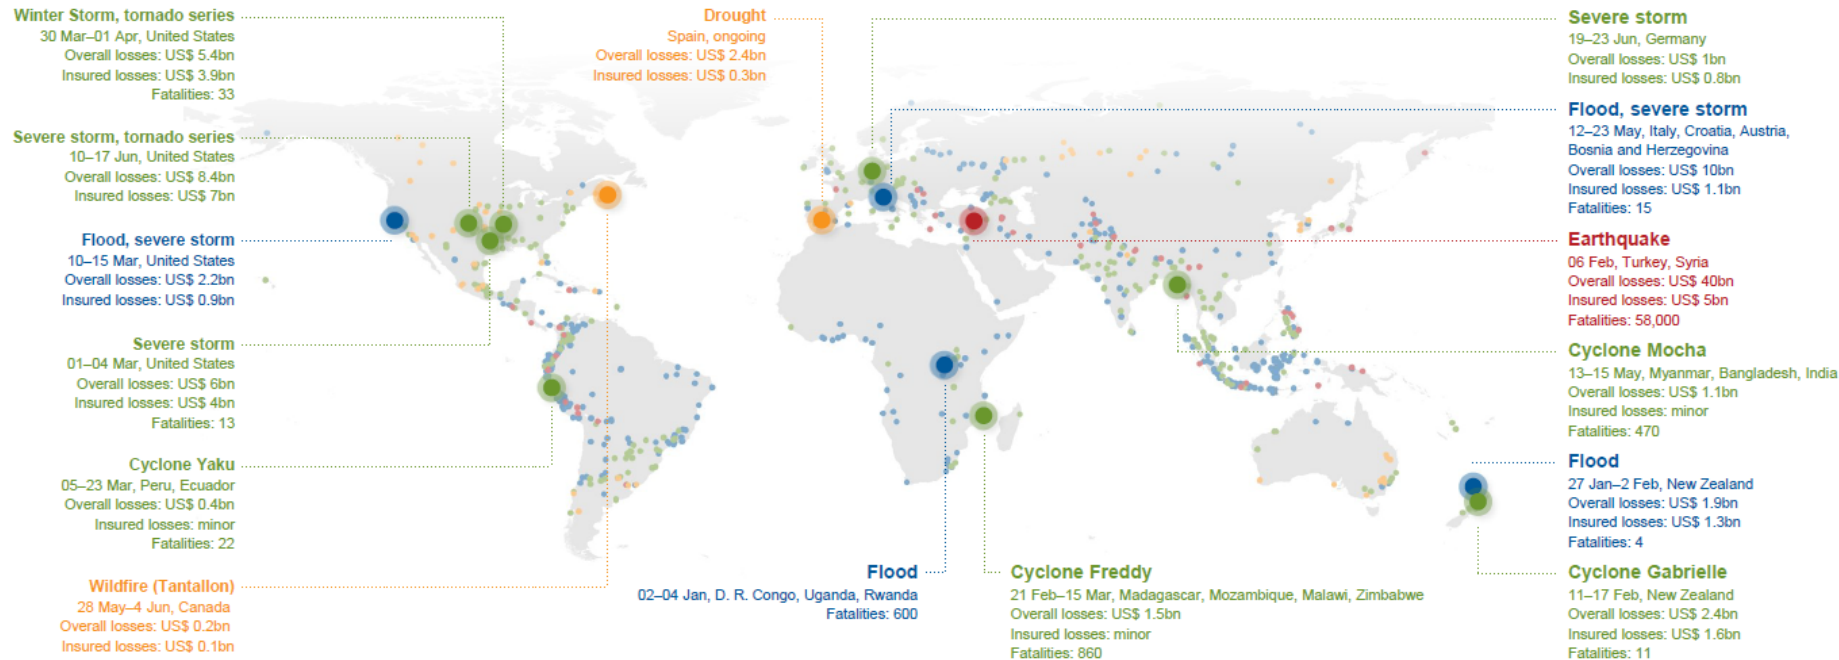 Winter Storm, tornado series
30 Mar–01 Apr, United States
Overall losses: US$ 5.4bn
Insured losses: US$ 3.9bn
Fatalities: 33
Severe storm, tornado series
10–17 Jun, United States
Overall losses: US$ 8.4bn
Insured losses: US$ 7bn
Flood, severe storm
10–15 Mar, United States
Overall losses: US$ 2.2bn
Insured losses: US$ 0.9bn
Severe storm
01–04 Mar, United States
Overall losses: US$ 6bn
Insured losses: US$ 4bn
Fatalities: 13
Cyclone Yaku
05–23 Mar, Peru, Ecuador
Overall losses: US$ 0.4bn
Insured losses: minor
Fatalities: 22
Wildfire (Tantallon)
28 May–4 Jun, Canada
Overall losses: US$ 0.2bn
Insured losses: US$ 0.1bn
Drought
Spain, ongoing
Overall losses: US$ 2.4bn
Insured losses: US$ 0.3bn
Flood
02–04 Jan, D. R. Congo, Uganda, Rwanda
Fatalities: 600
Cyclone Freddy
21 Feb–15 Mar, Madagascar, Mozambique, Malawi, Zimbabwe
Overall losses: US$ 1.5bn
Insured losses: minor
Fatalities: 860
Severe storm
19–23 Jun, Germany
Overall losses: US$ 1bn
Insured losses: US$ 0.8bn
Flood, severe storm
12–23 May, Italy, Croatia, Austria,
Bosnia and Herzegovina
Overall losses: US$ 10bn
Insured losses: US$ 1.1bn
Fatalities: 15
Earthquake
06 Feb, Turkey, Syria
Overall losses: US$ 40bn
Insured losses: US$ 5bn
Fatalities: 58,000
Cyclone Mocha
13–15 May, Myanmar, Bangladesh, India
Overall losses: US$ 1.1bn
Insured losses: minor
Fatalities: 470
Flood
27 Jan–2 Feb, New Zealand
Overall losses: US$ 1.9bn
Insured losses: US$ 1.3bn
Fatalities: 4
Cyclone Gabrielle
11–17 Feb, New Zealand
Overall losses: US$ 2.4bn
Insured losses: US$ 1.6bn
Fatalities: 11